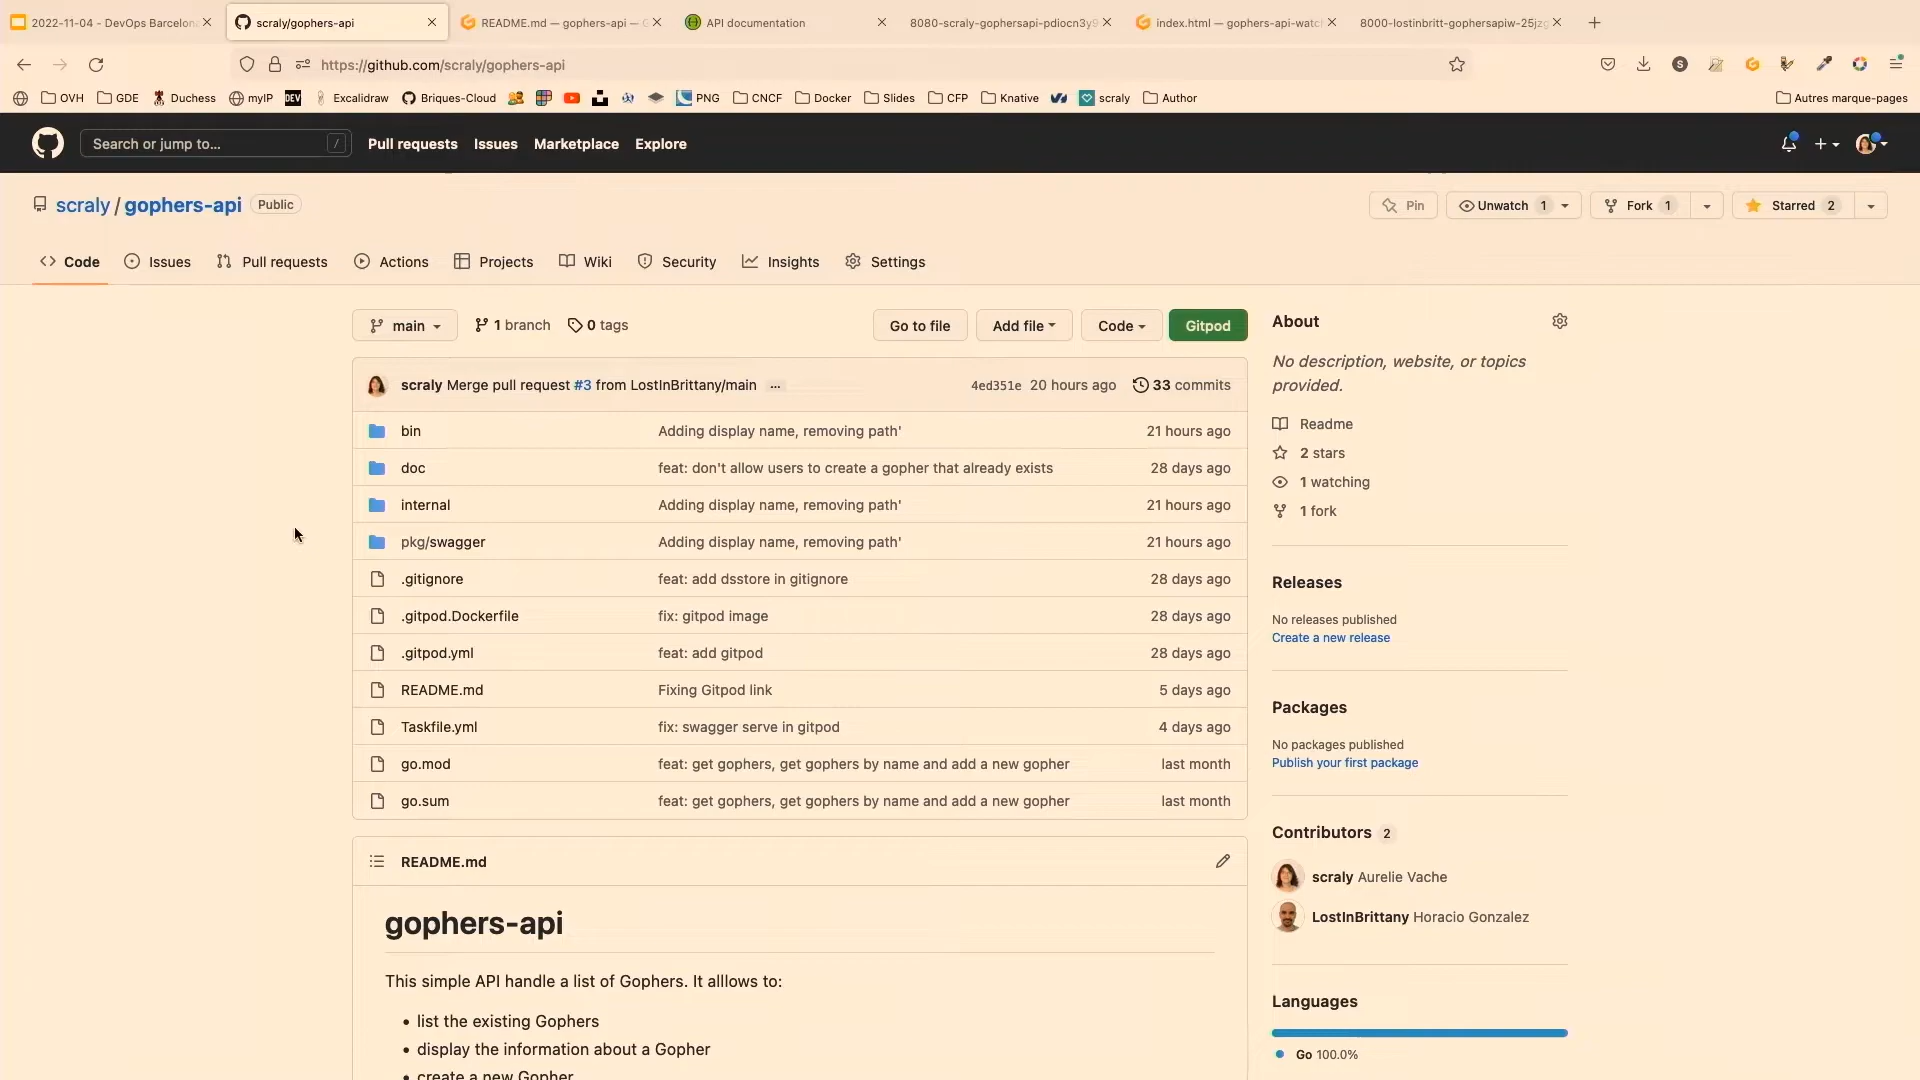 2022-11-04 - DevOps Barcelona
scraly/gophers-api
README.md — gophers-api — G
API documentation
8080-scraly-gophersapi-pdiocn3y9
index.html — gophers-api-watch
8000-lostinbritt-gophersapiw-25jzg
https://github.com/scraly/gophers-api
OVH GDE Duchess myIP DEV Excalidraw Briques-Cloud PNG CNCF Docker Slides CFP Knative scraly Author Autres marque-pages
Search or jump to... / Pull requests Issues Marketplace Explore
scraly / gophers-api Public Pin Unwatch 1 Fork 1 Starred 2
Code Issues Pull requests Actions Projects Wiki Security Insights Settings
main 1 branch 0 tags Go to file Add file Code Gitpod
scraly Merge pull request #3 from LostInBrittany/main ... 4ed351e 20 hours ago 33 commits
bin Adding display name, removing path' 21 hours ago
doc feat: don't allow users to create a gopher that already exists 28 days ago
internal Adding display name, removing path' 21 hours ago
pkg/swagger Adding display name, removing path' 21 hours ago
.gitignore feat: add dsstore in gitignore 28 days ago
.gitpod.Dockerfile fix: gitpod image 28 days ago
.gitpod.yml feat: add gitpod 28 days ago
README.md Fixing Gitpod link 5 days ago
Taskfile.yml fix: swagger serve in gitpod 4 days ago
go.mod feat: get gophers, get gophers by name and add a new gopher last month
go.sum feat: get gophers, get gophers by name and add a new gopher last month
README.md
gophers-api
This simple API handle a list of Gophers. It alllows to:
• list the existing Gophers
• display the information about a Gopher
• create a new Gopher
About
No description, website, or topics
provided.
Readme
2 stars
1 watching
1 fork
Releases
No releases published
Create a new release
Packages
No packages published
Publish your first package
Contributors 2
scraly Aurelie Vache
LostInBrittany Horacio Gonzalez
Languages
Go 100.0%